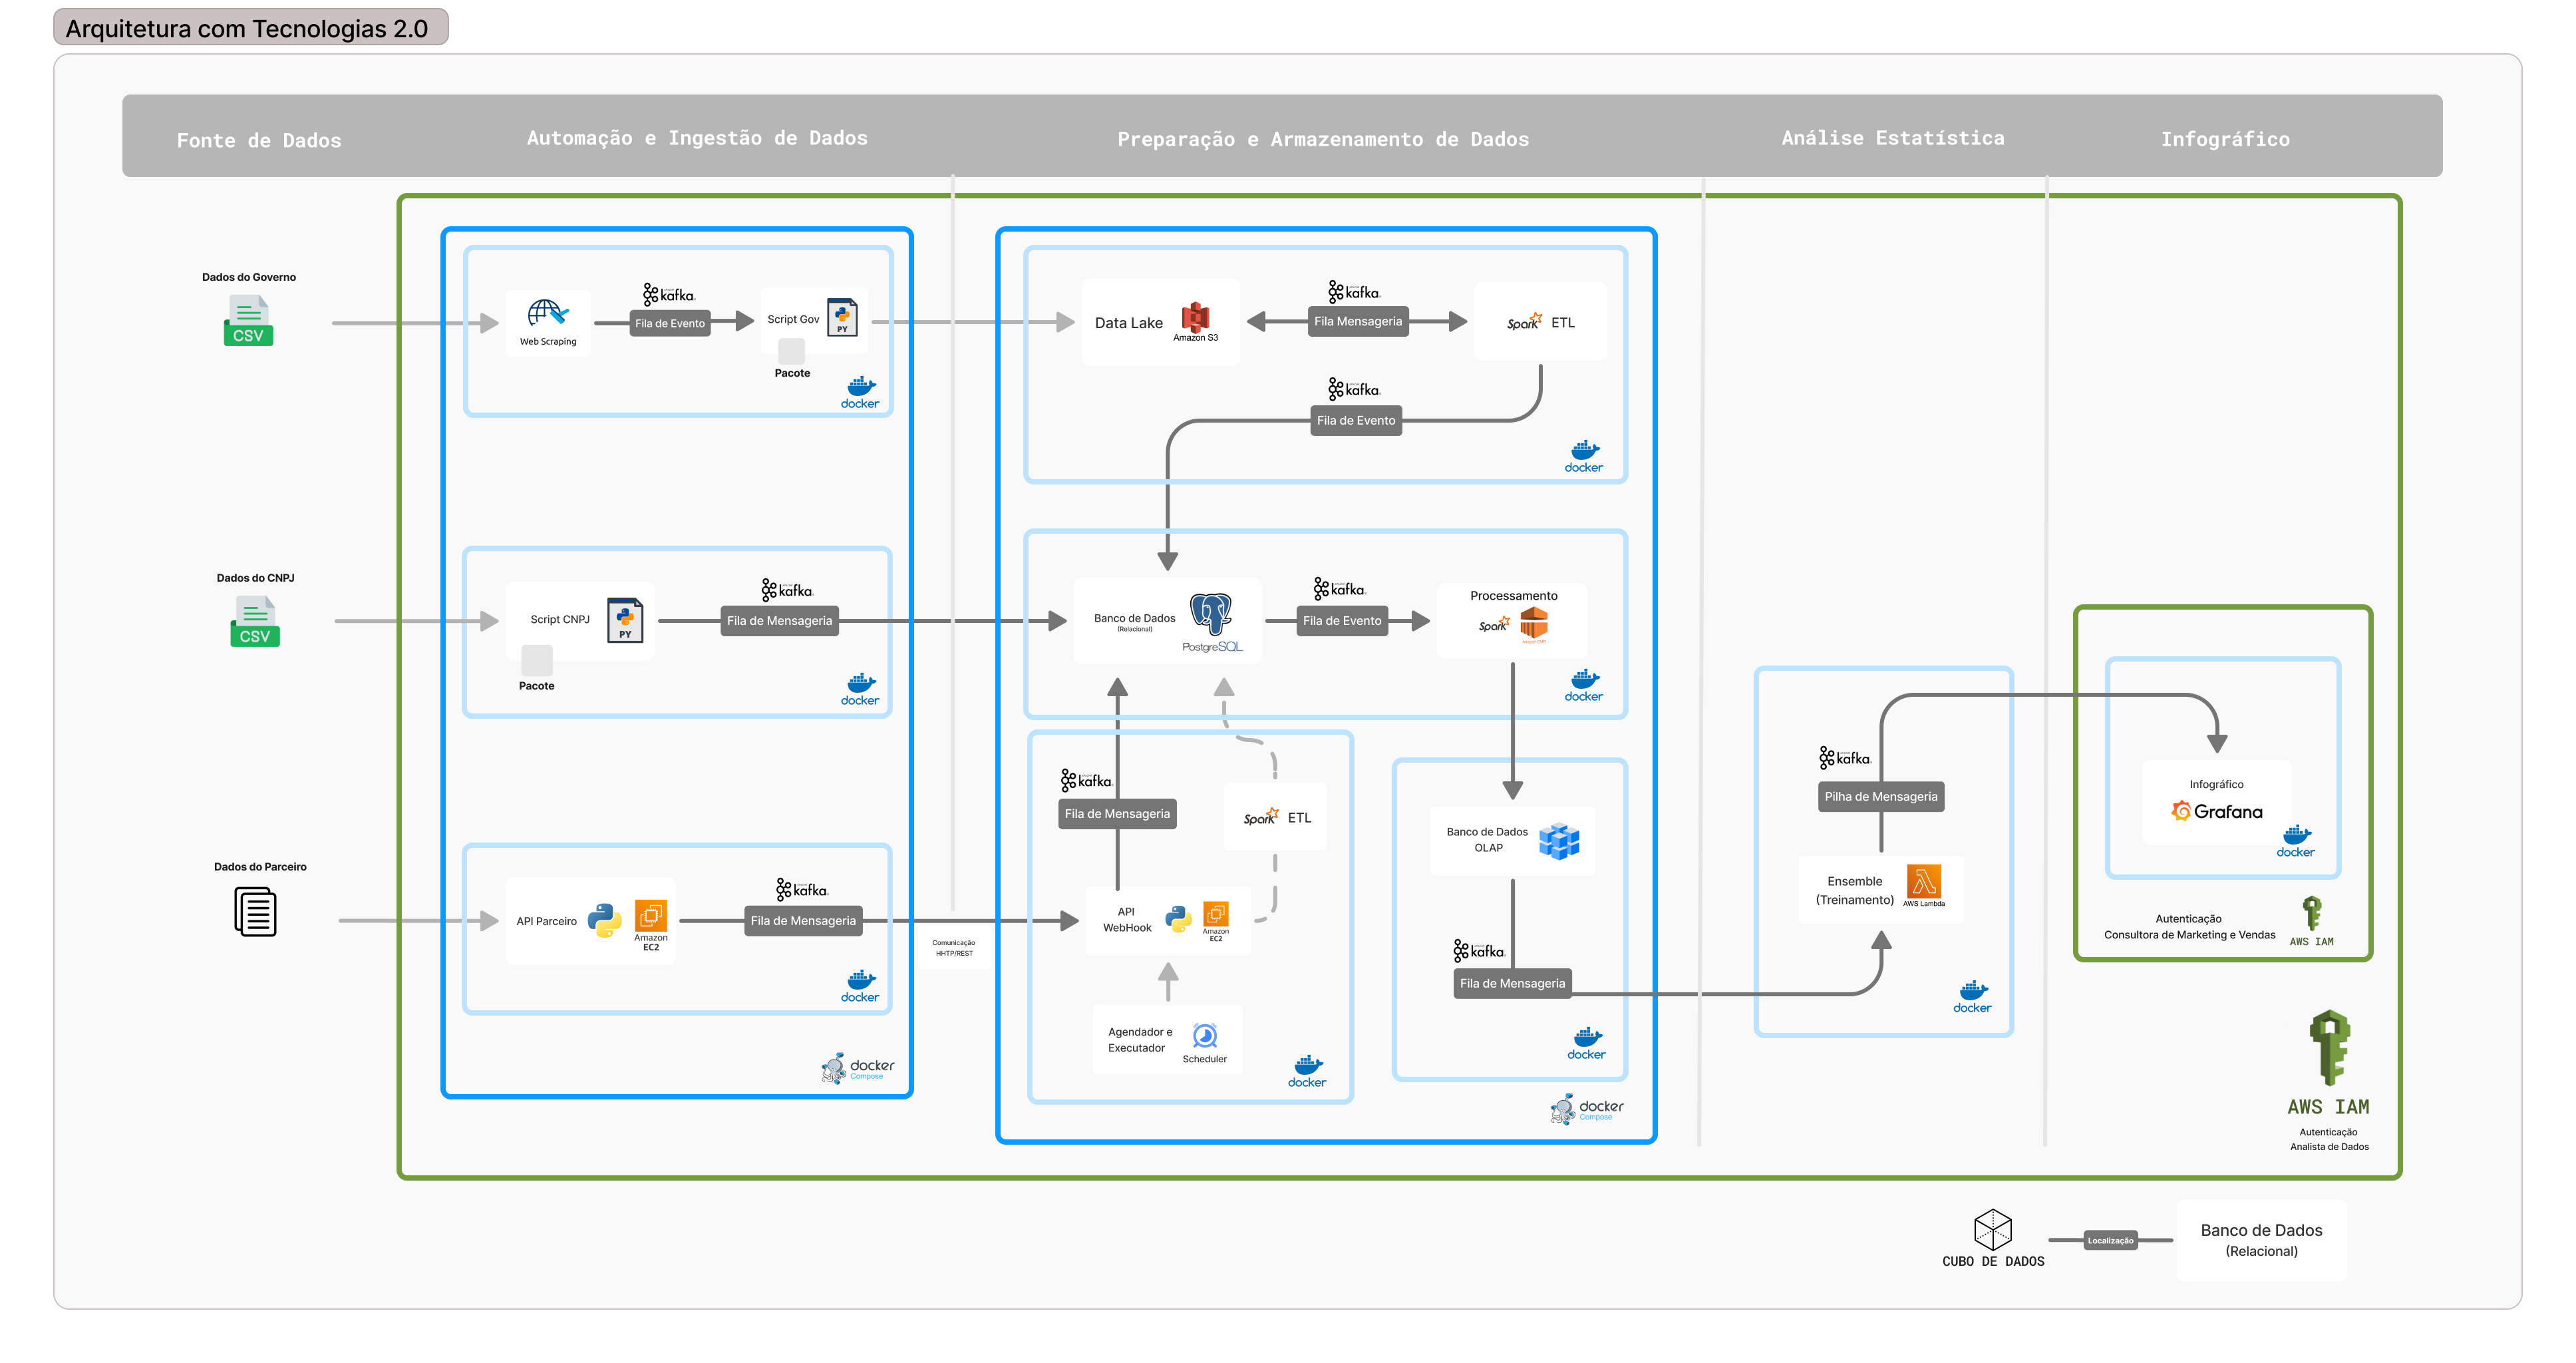 Arquitetura com Tecnologias 2.0
Fonte de Dados
Automação e Ingestão de Dados
Preparação e Armazenamento de Dados
Análise Estatística
Infográfico
Dados do Governo
CSV
Web Scraping
kafka
Fila de Evento
Script Gov
PY
Pacote
docker
Data Lake
Amazon S3
kafka
Fila Mensageria
Spark
ETL
kafka
Fila de Evento
docker
Dados do CNPJ
CSV
Script CNPJ
PY
Pacote
kafka
Fila de Mensageria
docker
Banco de Dados
(Relacional)
PostgreSQL
kafka
Fila de Evento
Processamento
Spark
docker
Dados do Parceiro
API Parceiro
Amazon
EC2
kafka
Fila de Mensageria
docker
docker
Compose
Comunicação
HHTP/REST
kafka
Fila de Mensageria
Spark
ETL
API
WebHook
Amazon
EC2
Agendador e
Executador
Scheduler
docker
Banco de Dados
OLAP
kafka
Fila de Mensageria
docker
docker
Compose
kafka
Pilha de Mensageria
Ensemble
(Treinamento)
AWS Lambda
docker
Infográfico
Grafana
docker
Autenticação
Consultora de Marketing e Vendas
AWS IAM
AWS IAM
Autenticação
Analista de Dados
CUBO DE DADOS
Localização
Banco de Dados
(Relacional)